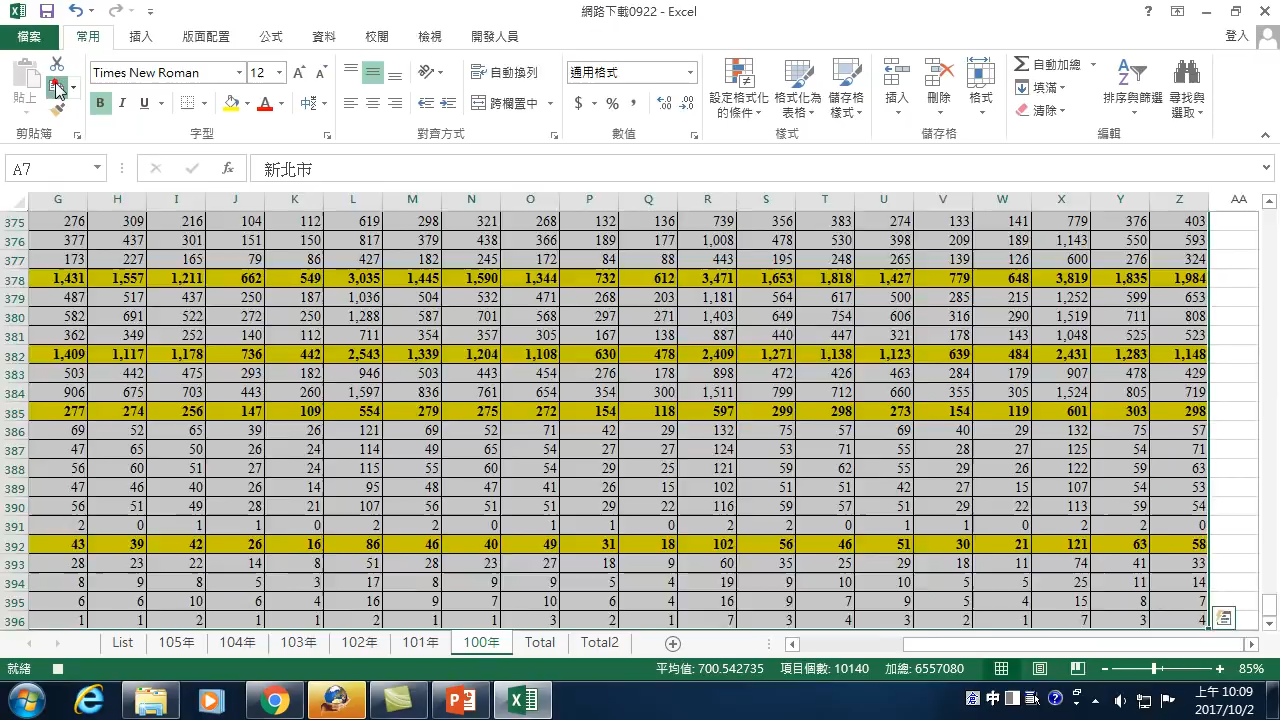 網路下載0922 - Excel
檔案 常用 插入 版面配置 公式 資料 校閱 檢視 開發人員 登入
貼上 Times New Roman 12 自動換列 通用格式 設定格式化的條件 格式化為表格 儲存格樣式 插入 刪除 格式 自動加總 排序與篩選 尋找與選取
B I U 跨欄置中 $ % 填滿
清除
剪貼簿 字型 對齊方式 數值 樣式 儲存格 編輯
A7 fx 新北市
G H I J K L M N O P Q R S T U V W X Y Z AA
375 276 309 216 104 112 619 298 321 268 132 136 739 356 383 274 133 141 779 376 403
376 377 437 301 151 150 817 379 438 366 189 177 1,008 478 530 398 209 189 1,143 550 593
377 173 227 165 79 86 427 182 245 172 84 88 443 195 248 265 139 126 600 276 324
378 1,431 1,557 1,211 662 549 3,035 1,445 1,590 1,344 732 612 3,471 1,653 1,818 1,427 779 648 3,819 1,835 1,984
379 487 517 437 250 187 1,036 504 532 471 268 203 1,181 564 617 500 285 215 1,252 599 653
380 582 691 522 272 250 1,288 587 701 568 297 271 1,403 649 754 606 316 290 1,519 711 808
381 362 349 252 140 112 711 354 357 305 167 138 887 440 447 321 178 143 1,048 525 523
382 1,409 1,117 1,178 736 442 2,543 1,339 1,204 1,108 630 478 2,409 1,271 1,138 1,123 639 484 2,431 1,283 1,148
383 503 442 475 293 182 946 503 443 454 276 178 898 472 426 463 284 179 907 478 429
384 906 675 703 443 260 1,597 836 761 654 354 300 1,511 799 712 660 355 305 1,524 805 719
385 277 274 256 147 109 554 279 275 272 154 118 597 299 298 273 154 119 601 303 298
386 69 52 65 39 26 121 69 52 71 42 29 132 75 57 69 40 29 132 75 57
387 47 65 50 26 24 114 49 65 54 27 27 124 53 71 55 28 27 125 54 71
388 56 60 51 27 24 115 55 60 54 29 25 121 59 62 55 29 26 122 59 63
389 47 46 40 26 14 95 48 47 41 26 15 102 51 51 42 27 15 107 54 53
390 56 51 49 28 21 107 56 51 51 29 22 116 59 57 51 29 22 113 59 54
391 2 0 1 1 0 2 2 0 1 1 0 2 2 0 1 1 0 2 2 0
392 43 39 42 26 16 86 46 40 49 31 18 102 56 46 51 30 21 121 63 58
393 28 23 22 14 8 51 28 23 27 18 9 60 35 25 29 18 11 74 41 33
394 8 9 8 5 3 17 8 9 9 5 4 19 9 10 10 5 5 25 11 14
395 6 6 10 6 4 16 9 7 10 6 4 16 9 7 9 5 4 15 8 7
396 1 1 2 1 1 2 1 1 3 2 1 7 3 4 3 2 1 7 3 4
List 105年 104年 103年 102年 101年 100年 Total Total2
就緒 平均值: 700.542735 項目個數: 10140 加總: 6557080 85%
中 上午 10:09
2017/10/2